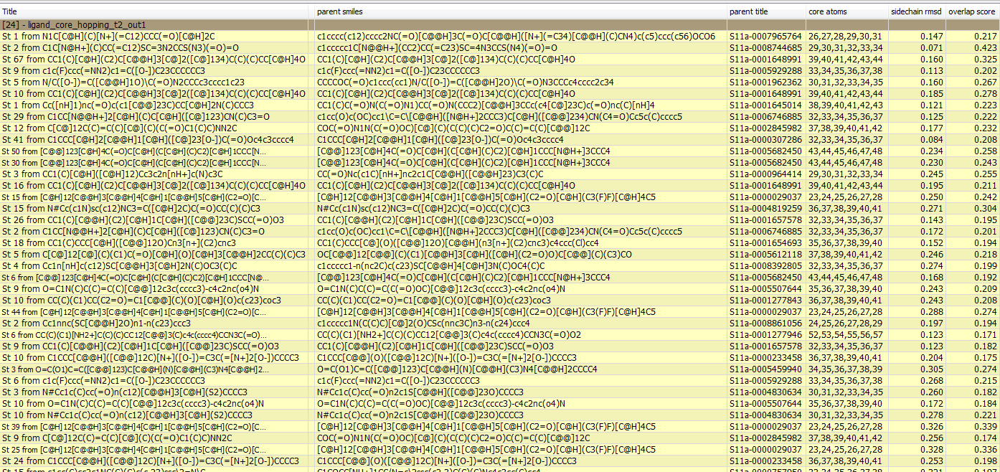 Title parent smiles parent title core atoms sidechain rmsd overlap score
[24] - ligand_core_hopping_t2_out1
St 1 from N1C[C@H](C)[N+](=C12)CCC(=O)[C@H]2C c1cccc(c12)cccc2NC(=O)[C@@H]3C(=O)C[C@@H]([N+](=C34)[C@@H](C)CN4)c(c5)ccc(c56)OCO6 S11a-0007965764 26,27,28,29,30,31 0.147 0.217
St 2 from C1C[N@H+](C)CC(=C12)SC=3N2CCS(N3)(=O)=O c1ccccc1C[N@@H+](CC2)CC(=C23)SC=4N3CCS(N4)(=O)=O S11a-0008744685 29,30,31,32,33,34 0.071 0.423
St 67 from CC1(C)[C@H](C2)C[C@@H]3[C@]2([C@]134)C(C)(C)CC[C@H]4O CC1(C)[C@H](C2)C[C@@H]3[C@]2([C@]134)C(C)(C)CC[C@H]4O S11a-0001648991 39,40,41,42,43,44 0.160 0.325
St 9 from c1c(F)ccc(=NN2)c1=C([O-])C23CCCCCC3 c1c(F)ccc(=NN2)c1=C([O-])C23CCCCCC3 S11a-0005929288 33,34,35,36,37,38 0.113 0.202
St 5 from N/C([O-])=C([C@@H]1O)\C(=O)N2CCCc3cccc1c23 CCCCOC(=O)c1ccc(cc1)N/C([O-])=C([C@@H]2O)\C(=O)N3CCCc4cccc2c34 S11a-0001962362 30,31,32,33,34,35 0.160 0.267
St 10 from CC1(C)[C@H](C2)C[C@@H]3[C@]2([C@]134)C(C)(C)CC[C@H]4O CC1(C)[C@H](C2)C[C@@H]3[C@]2([C@]134)C(C)(C)CC[C@H]4O S11a-0001648991 39,40,41,42,43,44 0.185 0.278
St 1 from Cc([nH]1)nc(=O)c(c1[C@@]23C)CC[C@H]2N(C)CCC3 CC1(C)C(=O)N(C(=O)N1)CC(=O)N(CCC2)[C@@H]3CCc(c4[C@]23C)c(=O)nc(C)[nH]4 S11a-0001645014 38,39,40,41,42,43 0.121 0.223
St 29 from C1CC[N@@H+]2[C@H](C)C[C@H]([C@]123)CN(C)C3=O c1cc(O)c(OC)cc1\C=C\[C@@H]([N@H+]2CCC3)C[C@H]([C@@]234)CN(C4=O)Cc5c(C)cccc5 S11a-0006746885 32,33,34,35,36,37 0.125 0.222
St 12 from C[C@]12C(C)=C(C)[C@](C)(C(=O)C1(C)C)NN2C COC(=O)N1N(C(=O)OC)[C@](C)(C(C)(C)C2=O)C(C)=C(C)[C@@]12C S11a-0002845982 37,38,39,40,41,42 0.177 0.232
St 41 from C1CCC[C@H]2[C@@H]1[C@H]([C@]23[O-])C(=O)Oc4c3cccc4 C1CCC[C@H]2[C@@H]1[C@H]([C@]23[O-])C(=O)Oc4c3cccc4 S11a-0000307286 32,33,34,35,36,37 0.084 0.208
St 50 from [C@@]123[C@H]4C(=O)C[C@H](C[C@H](C)C2)[C@H]1CCC[N... [C@@]123[C@H]4C(=O)C[C@H](C[C@H](C)C2)[C@H]1CCC[N@H+]3CCC4 S11a-0005682450 43,44,45,46,47,48 0.234 0.258
St 30 from [C@@]123[C@H]4C(=O)C[C@H](C[C@H](C)C2)[C@H]1CCC[N... [C@@]123[C@H]4C(=O)C[C@H](C[C@H](C)C2)[C@H]1CCC[N@H+]3CCC4 S11a-0005682450 43,44,45,46,47,48 0.230 0.243
St 3 from CC1(C)[C@H]([C@H]12)Cc3c2n[nH+]c(N)c3C CC(=O)Nc(c1C)[nH+]nc2c1C[C@@H]([C@@H]23)C3(C)C S11a-0000964414 29,30,31,32,33,34 0.245 0.255
St 16 from CC1(C)[C@H](C2)C[C@@H]3[C@]2([C@]134)C(C)(C)CC[C@H]4O CC1(C)[C@H](C2)C[C@@H]3[C@]2([C@]134)C(C)(C)CC[C@H]4O S11a-0001648991 39,40,41,42,43,44 0.195 0.211
St 15 from [C@H]12[C@@H]3[C@@H]4[C@H]1[C@@H]5[C@H](C2=O)[C... [C@H]12[C@@H]3[C@@H]4[C@H]1[C@@H]5[C@H](C2=O)[C@H](C3(F)F)[C@H]4C5 S11a-0000029037 23,24,25,26,27,28 0.250 0.242
St 15 from N#Cc(c1N)sc(c12)NC3=C([C@H]2C)C(=O)CC(C)(C)C3 N#Cc(c1N)sc(c12)NC3=C([C@H]2C)C(=O)CC(C)(C)C3 S11a-0004819259 36,37,38,39,40,41 0.271 0.304
St 26 from CC1(C)[C@@H](C2)[C@H]1C[C@H]([C@@]23C)SCC(=O)O3 CC1(C)[C@@H](C2)[C@H]1C[C@H]([C@@]23C)SCC(=O)O3 S11a-0001657578 32,33,34,35,36,37 0.143 0.195
St 2 from C1CC[N@@H+]2[C@H](C)C[C@H]([C@]123)CN(C)C3=O c1cc(O)c(OC)cc1\C=C\[C@@H]([N@H+]2CCC3)C[C@H]([C@@]234)CN(C4=O)Cc5c(C)cccc5 S11a-0006746885 32,33,34,35,36,37 0.172 0.201
St 18 from CC1(C)CCC[C@H]([C@@]12O)Cn3[n+](C2)cnc3 CC1(C)CCC[C@](O)([C@@]12O)[C@@H](n3[n+](C2)cnc3)c4ccc(Cl)cc4 S11a-0001654693 35,36,37,38,39,40 0.152 0.194
St 5 from C[C@]12[C@](C)(C1)C(=O)[C@H](O)[C@H]3[C@@H]2CC(C)(C)C3 OC[C@@]12[C@@](C)(C1)[C@@H]3[C@H]([C@@H](C2=O)O)C[C@@](C)(C3)CO S11a-0005612118 37,38,39,40,41,42 0.246 0.218
St 4 from Cc1n[nH]c(c12)SC[C@@H]3[C@H]2N(C)OC3(C)C c1ccccc1-n(nc2C)c(c23)SC[C@@H]4[C@H]3N(C)OC4(C)C S11a-0008392805 32,33,34,35,36,37 0.274 0.199
St 6 from [C@@]123[C@H]4C(=O)C[C@H](C[C@H](C)C2)[C@H]1CCC[N@... [C@@]123[C@H]4C(=O)C[C@H](C[C@H](C)C2)[C@H]1CCC[N@H+]3CCC4 S11a-0005682450 43,44,45,46,47,48 0.168 0.192
St 9 from O=C1N(C)C(C)=C(C)[C@@]12c3c(cccc3)-c4c2nc(o4)N O=C1N(C)C(C)=C(C(=O)OC)[C@@]12c3c(cccc3)-c4c2nc(o4)N S11a-0005507644 35,36,37,38,39,40 0.243 0.209
St 10 from CC(C)(C1)CC(C2=O)=C1[C@@](C)(O)[C@H](O)c(c23)coc3 CC(C)(C1)CC(C2=O)=C1[C@@](C)(O)[C@H](O)c(c23)coc3 S11a-0001277843 36,37,38,39,40,41 0.243 0.208
St 44 from [C@H]12[C@@H]3[C@@H]4[C@H]1[C@@H]5[C@H](C2=O)[C... [C@H]12[C@@H]3[C@@H]4[C@H]1[C@@H]5[C@H](C2=O)[C@H](C3(F)F)[C@H]4C5 S11a-0000029037 23,24,25,26,27,28 0.288 0.274
St 2 from Cc1nnc(SC[C@@H]2O)n1-n(c23)ccc3 c1ccccc1N(C(C)C)C[C@]2(O)CSc(nnc3C)n3-n(c24)ccc4 S11a-0008861056 24,25,26,27,28,29 0.197 0.194
St 6 from CC(C)(C1)[NH2+]C(C)(C)CC12[C@@]3(C)c4c(cccc4)CCN3C(=O)... CC(C)(C1)[NH2+]C(C)(C)CC12[C@@]3(C)c4c(cccc4)CCN3C(=O)O2 S11a-0001277946 52,53,54,55,56,57 0.123 0.171
St 9 from CC1(C)[C@@H](C2)[C@H]1C[C@H]([C@@]23C)SCC(=O)O3 CC1(C)[C@@H](C2)[C@H]1C[C@H]([C@@]23C)SCC(=O)O3 S11a-0001657578 32,33,34,35,36,37 0.123 0.182
St 10 from C1CCC[C@@H]([C@@]12C)[N+]([O-])=C3C(=[N+]2[O-])CCCC3 C1CCC[C@@](O)([C@@]12C)[N+]([O-])=C3C(=[N+]2[O-])CCCC3 S11a-0000233458 36,37,38,39,40,41 0.204 0.175
St 3 from O=C(O1)C=C([C@@]123)C[C@@H](N)[C@@H](C3)N4[C@@H]2... O=C(O1)C=C([C@@]123)C[C@@H](N)[C@@H](C3)N4[C@@H]2CCCC4 S11a-0005459940 34,35,36,37,38,39 0.305 0.274
St 6 from c1c(F)ccc(=NN2)c1=C([O-])C23CCCCCC3 c1c(F)ccc(=NN2)c1=C([O-])C23CCCCCC3 S11a-0005929288 33,34,35,36,37,38 0.268 0.215
St 3 from N#Cc1c(C)cc(=O)n(c12)[C@@H]3[C@H](S2)CCCC3 N#Cc1c(C)cc(=O)n2c1S[C@@H]([C@@]23O)CCCC3 S11a-0004830634 30,31,32,33,34,35 0.260 0.182
St 10 from O=C1N(C)C(C)=C(C)[C@@]12c3c(cccc3)-c4c2nc(o4)N O=C1N(C)C(C)=C(C(=O)OC)[C@@]12c3c(cccc3)-c4c2nc(o4)N S11a-0005507644 35,36,37,38,39,40 0.172 0.184
St 10 from N#Cc1c(C)cc(=O)n(c12)[C@@H]3[C@H](S2)CCCC3 N#Cc1c(C)cc(=O)n2c1S[C@@H]([C@@]23O)CCCC3 S11a-0004830634 30,31,32,33,34,35 0.278 0.221
St 39 from [C@H]12[C@@H]3[C@@H]4[C@H]1[C@@H]5[C@H](C2=O)[C... [C@H]12[C@@H]3[C@@H]4[C@H]1[C@@H]5[C@H](C2=O)[C@H](C3(F)F)[C@H]4C5 S11a-0000029037 23,24,25,26,27,28 0.326 0.339
St 9 from C[C@]12C(C)=C(C)[C@](C)(C(=O)C1(C)C)NN2C COC(=O)N1N(C(=O)OC)[C@](C)(C(C)(C)C2=O)C(C)=C(C)[C@@]12C S11a-0002845982 37,38,39,40,41,42 0.256 0.174
St 25 from [C@H]12[C@@H]3[C@@H]4[C@H]1[C@@H]5[C@H](C2=O)[C... [C@H]12[C@@H]3[C@@H]4[C@H]1[C@@H]5[C@H](C2=O)[C@H](C3(F)F)[C@H]4C5 S11a-0000029037 23,24,25,26,27,28 0.328 0.336
St 24 from C1CCC[C@@H]([C@@]12C)[N+]([O-])=C3C(=[N+]2[O-])CCCC3 C1CCC[C@@](O)([C@@]12C)[N+]([O-])=C3C(=[N+]2[O-])CCCC3 S11a-0000233458 36,37,38,39,40,41 0.253 0.198